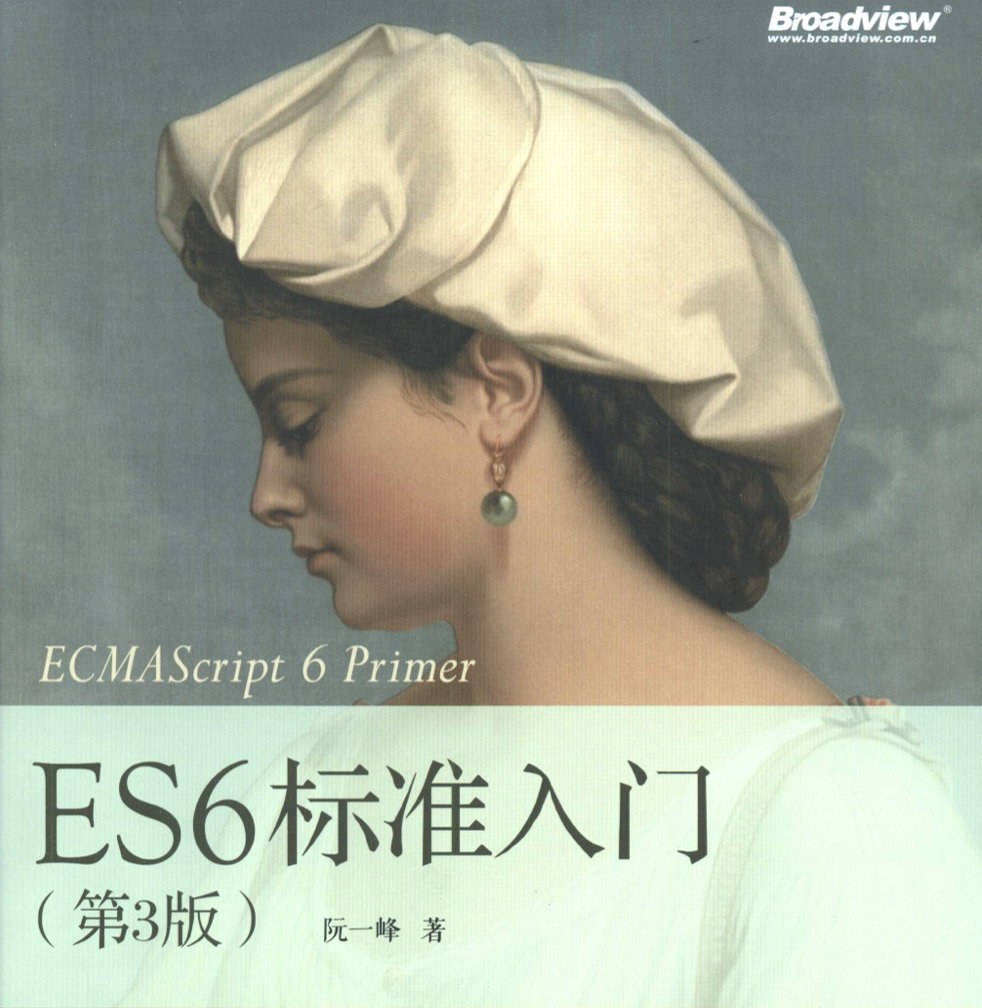 Broadview®
www.broadview.com.cn
ECMAScript 6 Primer
ES6标准入门
（第3版） 阮一峰 著